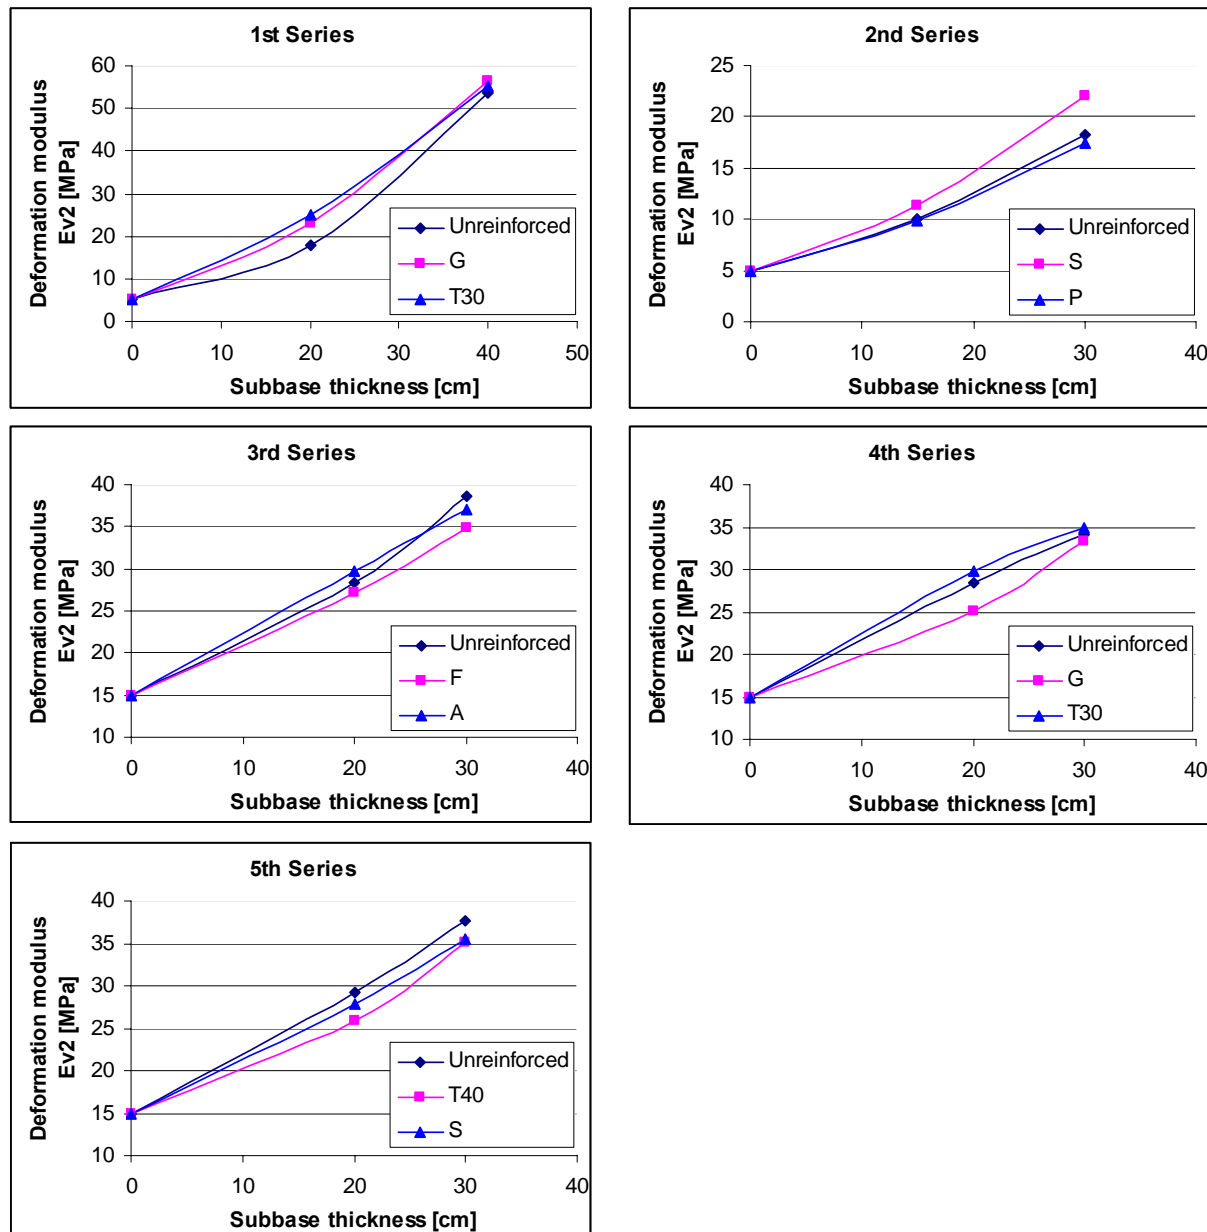 1st Series
Deformation modulus
Ev2 [MPa]
60
50
40
30
20
10
0
Unreinforced
G
T30
0 10 20 30 40 50
Subbase thickness [cm]
2nd Series
Deformation modulus
Ev2 [MPa]
25
20
15
10
5
0
Unreinforced
S
P
0 10 20 30 40
Subbase thickness [cm]
3rd Series
Deformation modulus
Ev2 [MPa]
40
35
30
25
20
15
10
Unreinforced
F
A
0 10 20 30 40
Subbase thickness [cm]
4th Series
Deformation modulus
Ev2 [MPa]
40
35
30
25
20
15
10
Unreinforced
G
T30
0 10 20 30 40
Subbase thickness [cm]
5th Series
Deformation modulus
Ev2 [MPa]
40
35
30
25
20
15
10
Unreinforced
T40
S
0 10 20 30 40
Subbase thickness [cm]